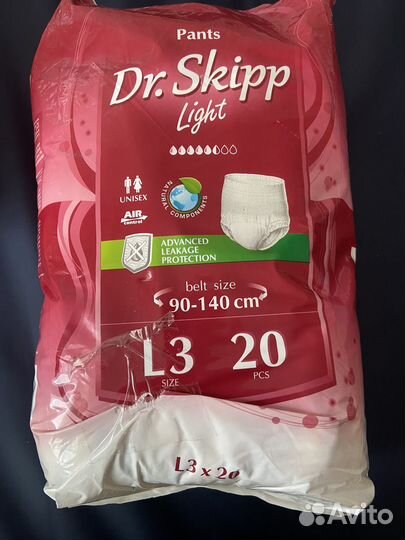 Pants
Dr. Skipp
Light
UNISEX
AIR
control
NATURAL COMPONENTS
ADVANCED
LEAKAGE
PROTECTION
belt size
90-140 cm
L3 20
SIZE PCS
L3 x 20
Avito